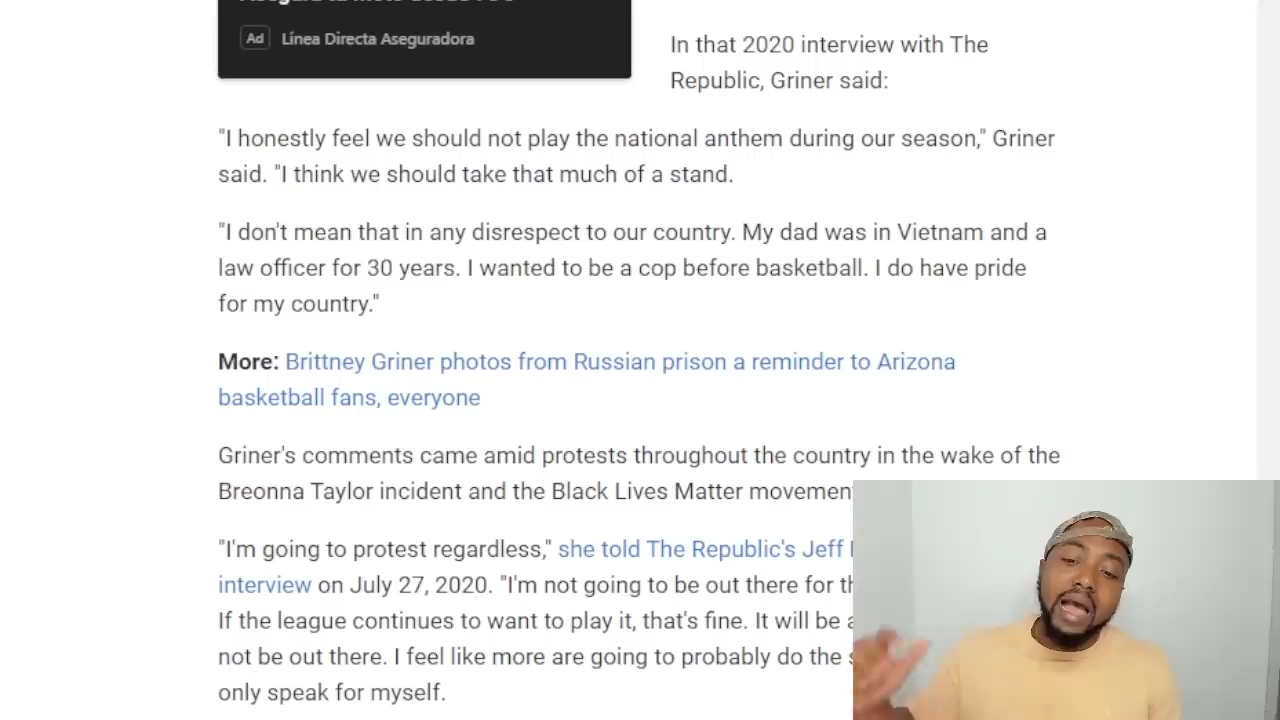 Ad Línea Directa Aseguradora
In that 2020 interview with The
Republic, Griner said:
"I honestly feel we should not play the national anthem during our season," Griner
said. "I think we should take that much of a stand.
"I don't mean that in any disrespect to our country. My dad was in Vietnam and a
law officer for 30 years. I wanted to be a cop before basketball. I do have pride
for my country."
More: Brittney Griner photos from Russian prison a reminder to Arizona
basketball fans, everyone
Griner's comments came amid protests throughout the country in the wake of the
Breonna Taylor incident and the Black Lives Matter movement
"I'm going to protest regardless," she told The Republic's Jeff
interview on July 27, 2020. "I'm not going to be out there for
If the league continues to want to play it, that's fine. It will be
not be out there. I feel like more are going to probably do the
only speak for myself.